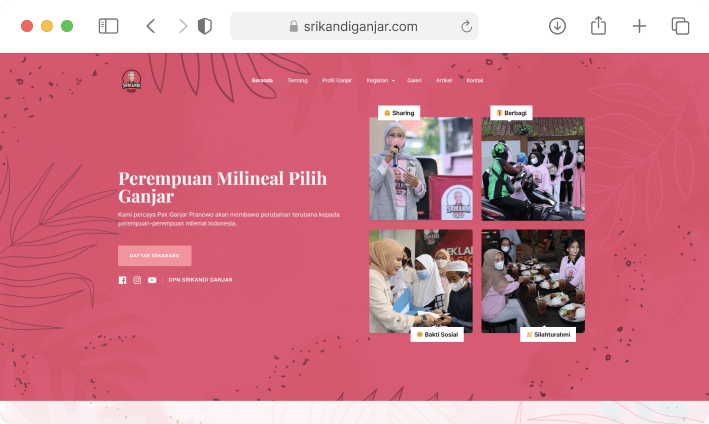 srikandiganjar.com
SRIKANDI
Beranda Tentang Profil Ganjar Kegiatan Galeri Artikel Kontak
Sharing
Berbagi
Perempuan Milineal Pilih
Ganjar
Kami percaya Pak Ganjar Pranowo akan membawa perubahan terutama kepada
perempuan-perempuan milenial Indonesia.
DAFTAR SEKARANG
DPN SRIKANDI GANJAR
Bakti Sosial
Silahturahmi